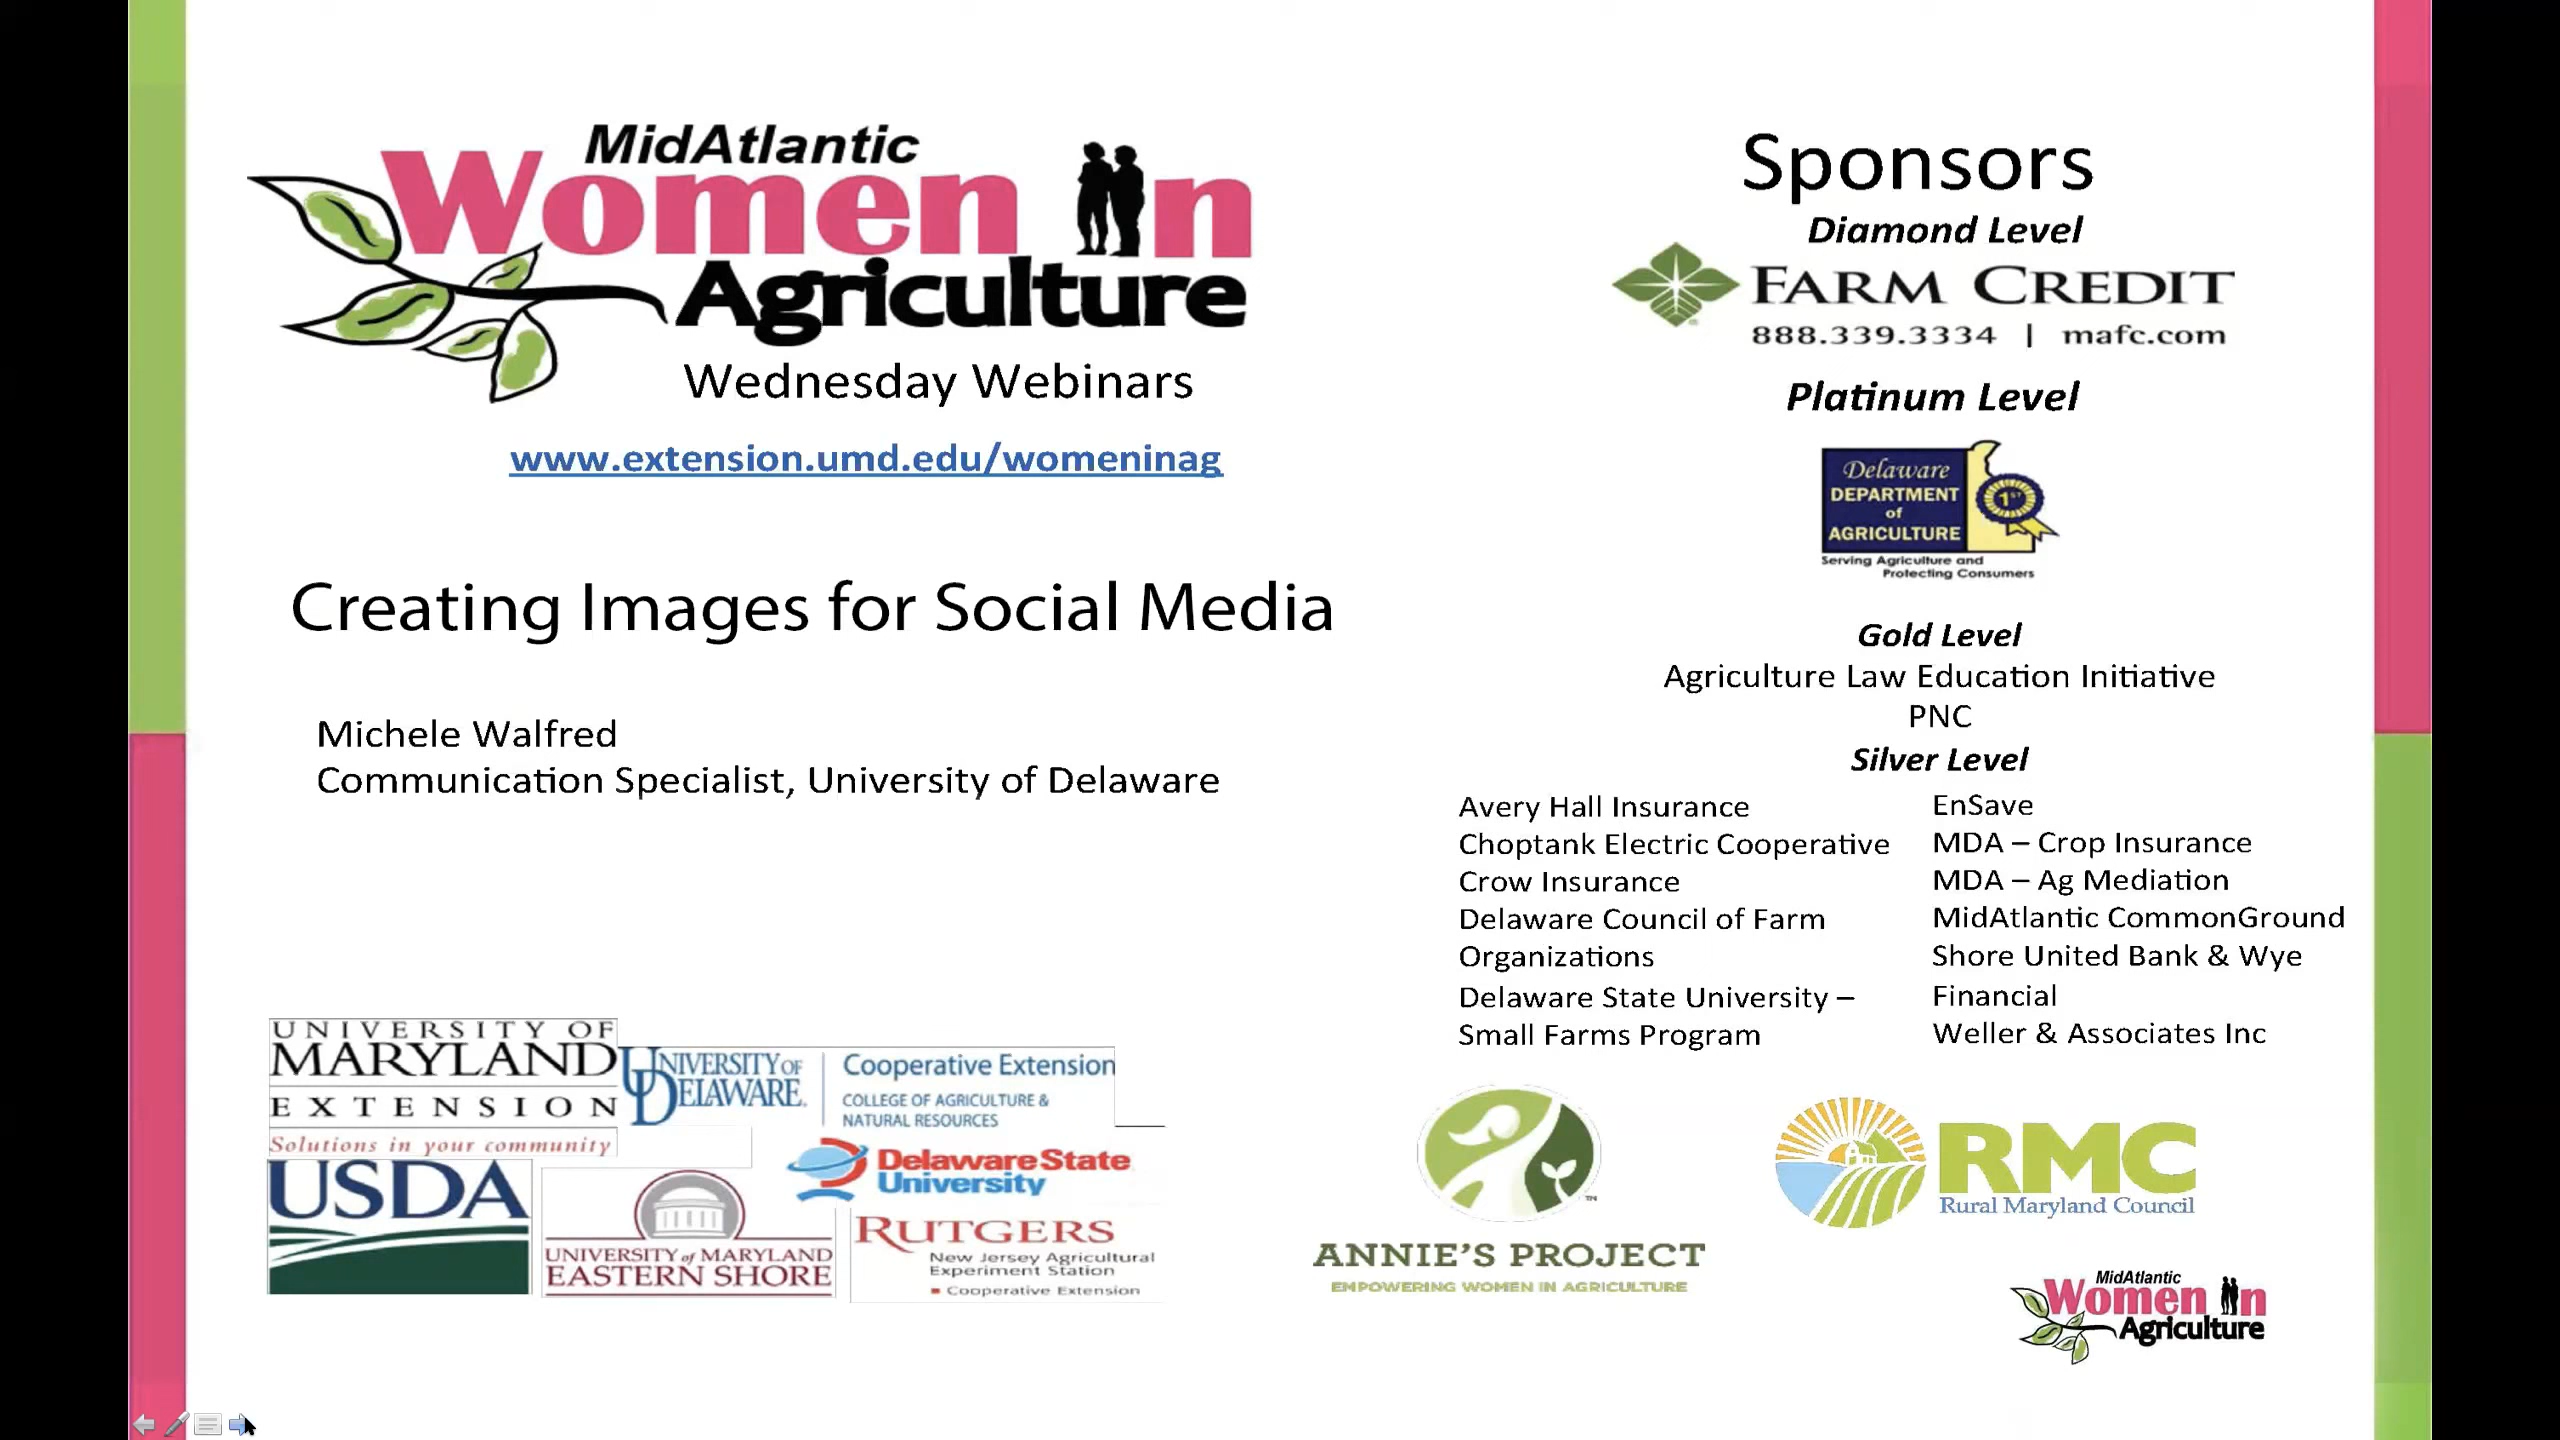 MidAtlantic
Women in
Agriculture
Wednesday Webinars
www.extension.umd.edu/womeninag
Creating Images for Social Media
Michele Walfred
Communication Specialist, University of Delaware
UNIVERSITY OF
MARYLAND
EXTENSION
Solutions in your community
UNIVERSITY OF
DELAWARE
Cooperative Extension
COLLEGE OF AGRICULTURE &
NATURAL RESOURCES
USDA
UNIVERSITY of MARYLAND
EASTERN SHORE
Delaware State
University
RUTGERS
New Jersey Agricultural
Experiment Station
Cooperative Extension
Sponsors
Diamond Level
FARM CREDIT
888.339.3334 | mafc.com
Platinum Level
Delaware
DEPARTMENT
of
AGRICULTURE
1ST
Serving Agriculture and
Protecting Consumers
Gold Level
Agriculture Law Education Initiative
PNC
Silver Level
Avery Hall Insurance
Choptank Electric Cooperative
Crow Insurance
Delaware Council of Farm
Organizations
Delaware State University –
Small Farms Program
EnSave
MDA – Crop Insurance
MDA – Ag Mediation
MidAtlantic CommonGround
Shore United Bank & Wye
Financial
Weller & Associates Inc
TM
ANNIE'S PROJECT
EMPOWERING WOMEN IN AGRICULTURE
RMC
Rural Maryland Council
MidAtlantic
Women in
Agriculture